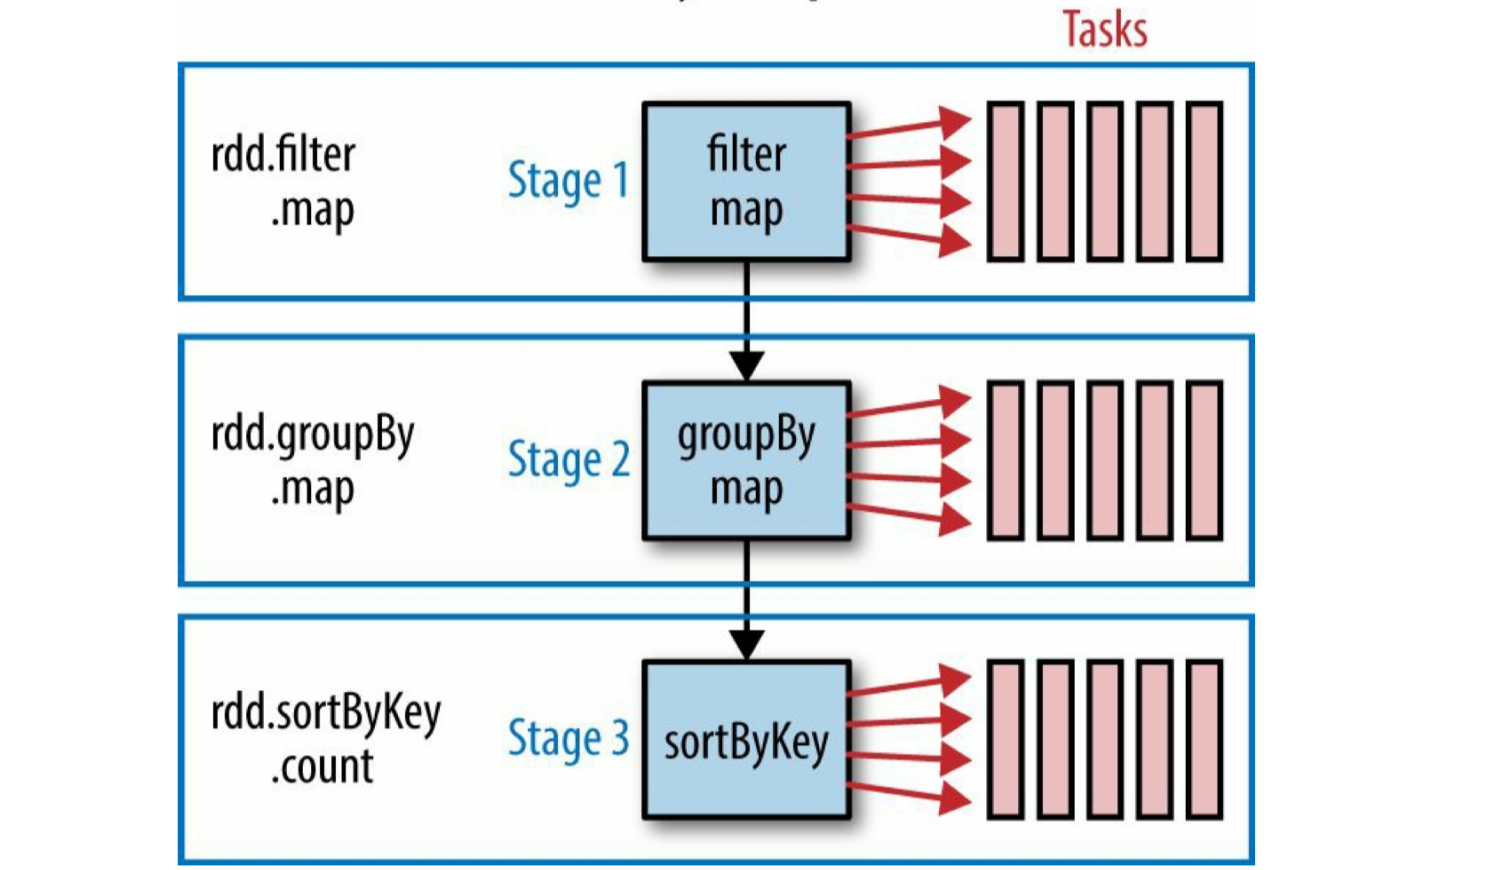 Tasks
rdd.filter
.map
Stage 1
filter
map
rdd.groupBy
.map
Stage 2
groupBy
map
rdd.sortByKey
.count
Stage 3
sortByKey